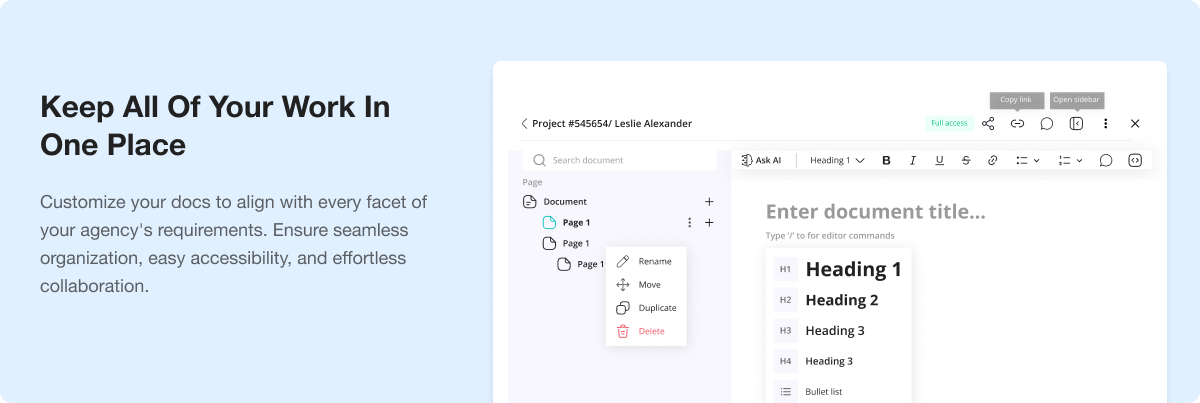 Keep All Of Your Work In
One Place
Customize your docs to align with every facet of
your agency's requirements. Ensure seamless
organization, easy accessibility, and effortless
collaboration.
Copy link
Open sidebar
Project #545654/ Leslie Alexander
Full access
Search document
Ask AI
Heading 1
B
I
U
S
Page
Document
Page 1
Page 1
Page 1
Rename
Move
Duplicate
Delete
Enter document title...
Type '/' to for editor commands
H1 Heading 1
H2 Heading 2
H3 Heading 3
H4 Heading 3
Bullet list